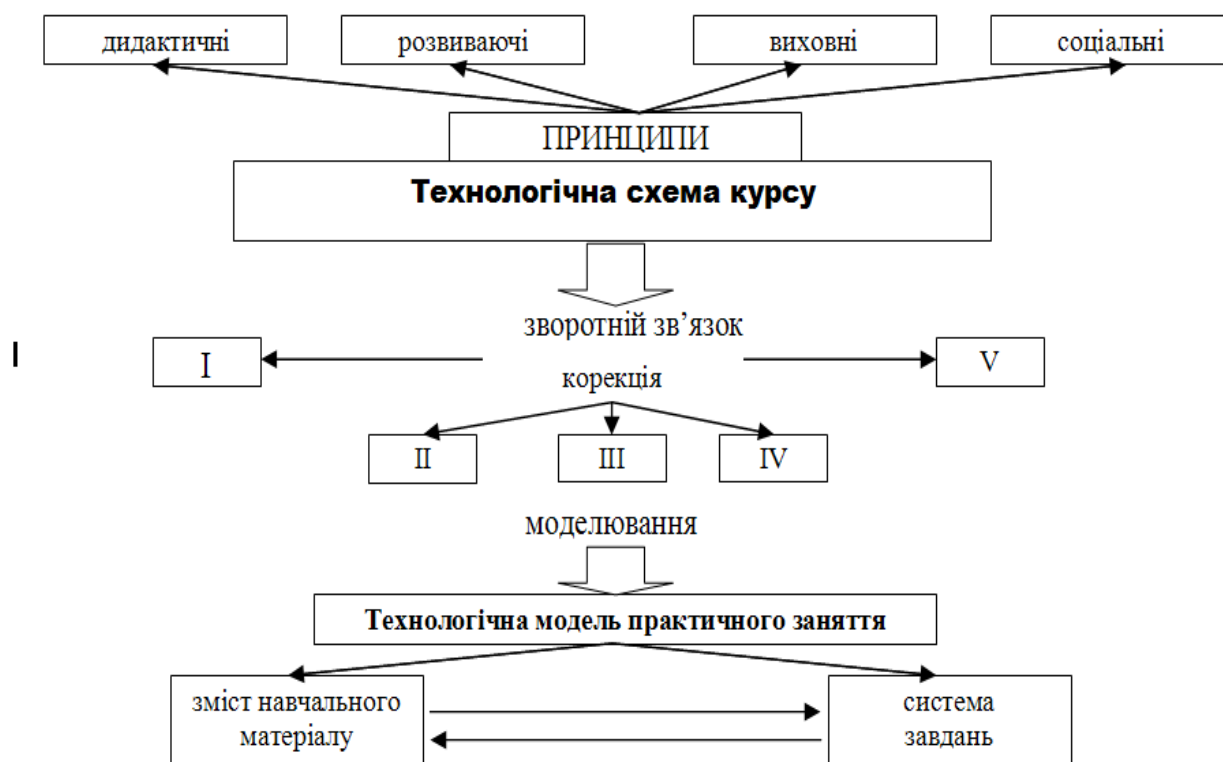 дидактичні
розвиваючі
виховні
соціальні
ПРИНЦИПИ
Технологічна схема курсу
зворотній зв’язок
І
I
V
корекція
II
III
IV
моделювання
Технологічна модель практичного заняття
зміст навчального
матеріалу
система
завдань